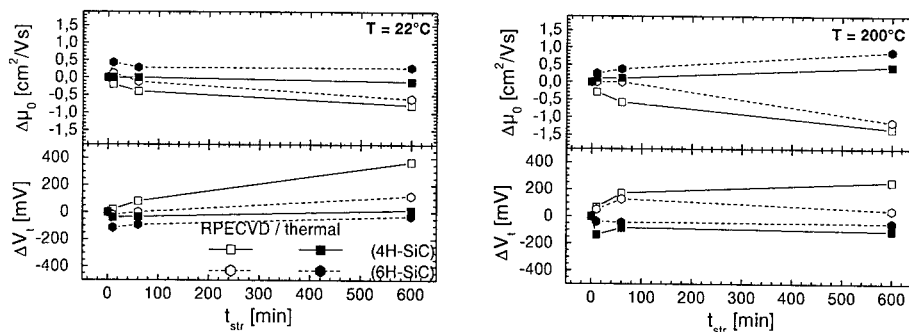 T = 22°C
Δμ₀ [cm²/Vs]
1,5
1,0
0,5
0,0
-0,5
-1,0
-1,5
ΔVₜ [mV]
400
200
0
-200
-400
RPECVD / thermal
(4H-SiC)
(6H-SiC)
0 100 200 300 400 500 600
t_str [min]
T = 200°C
Δμ₀ [cm²/Vs]
1,5
1,0
0,5
0,0
-0,5
-1,0
-1,5
ΔVₜ [mV]
400
200
0
-200
-400
0 100 200 300 400 500 600
t_str [min]